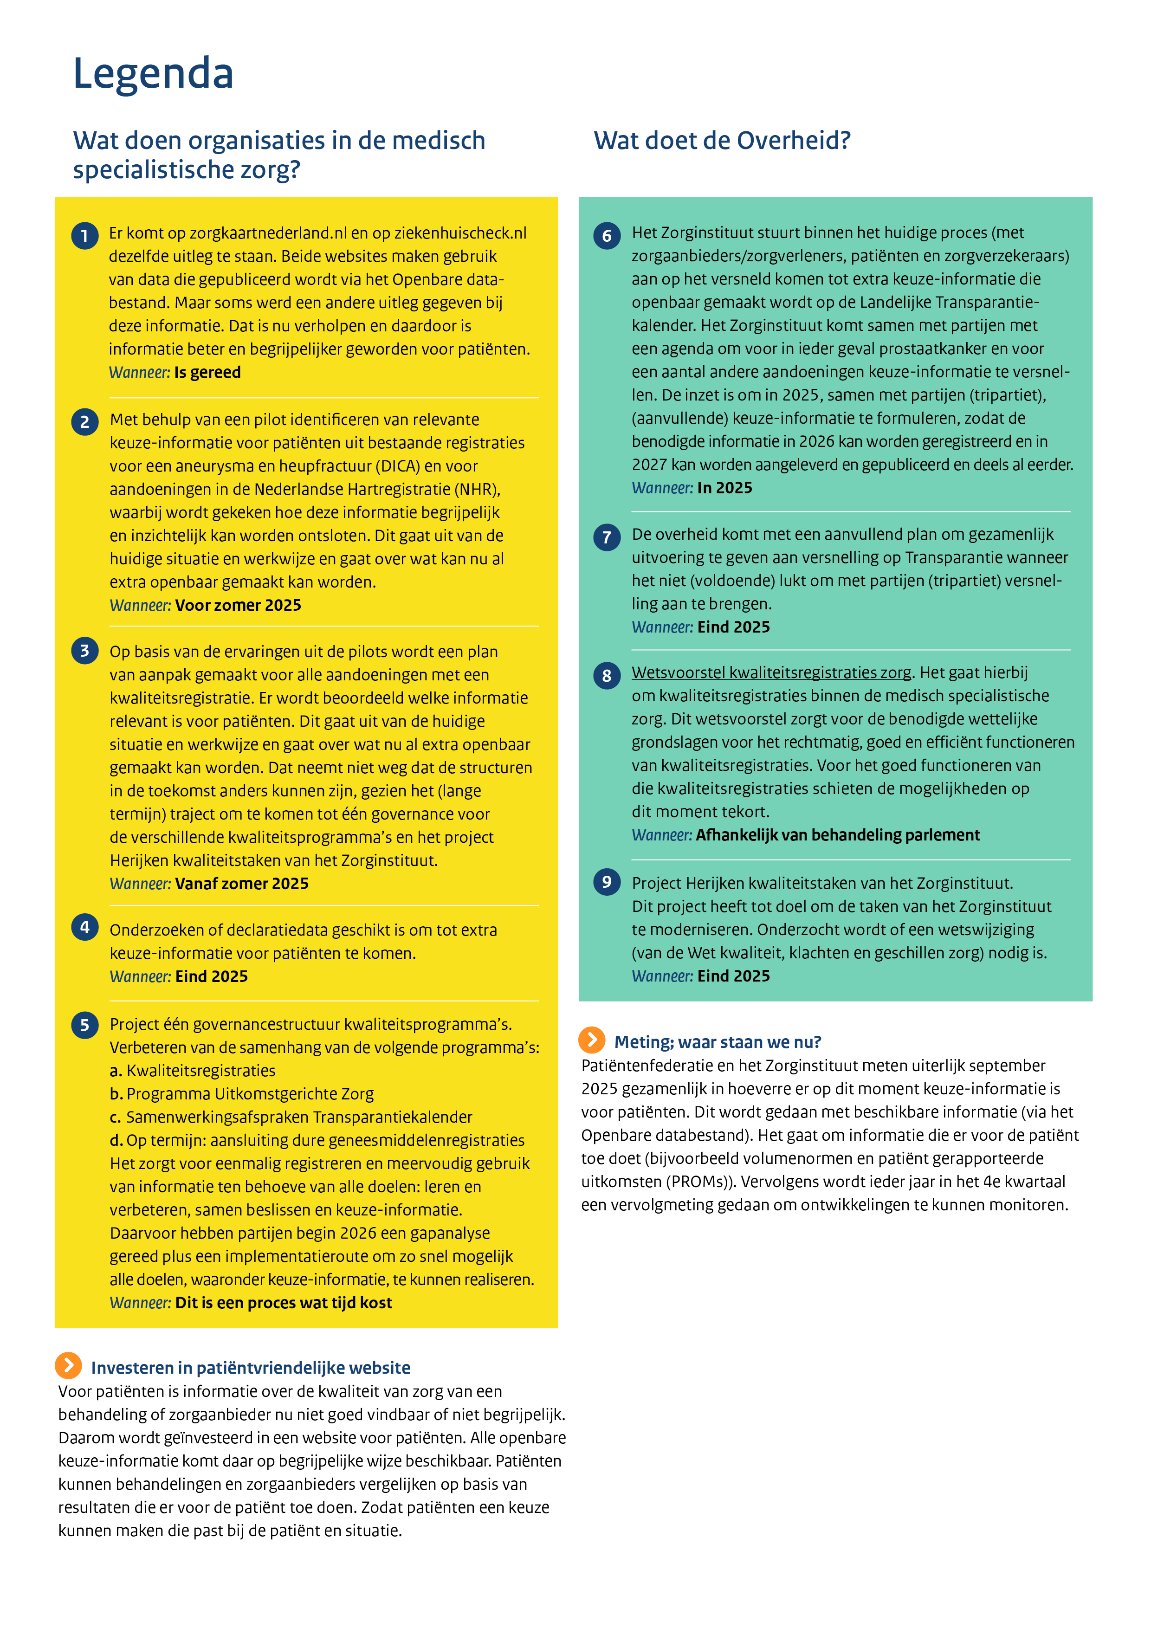 Legenda
Wat doen organisaties in de medisch
specialistische zorg?
1 Er komt op zorgkaartnederland.nl en op ziekenhuischeck.nl
dezelfde uitleg te staan. Beide websites maken gebruik
van data die gepubliceerd wordt via het Openbare data-
bestand. Maar soms werd een andere uitleg gegeven bij
deze informatie. Dat is nu verholpen en daardoor is
informatie beter en begrijpelijker geworden voor patiënten.
Wanneer: Is gereed
2 Met behulp van een pilot identificeren van relevante
keuze-informatie voor patiënten uit bestaande registraties
voor een aneurysma en heupfractuur (DICA) en voor
aandoeningen in de Nederlandse Hartregistratie (NHR),
waarbij wordt gekeken hoe deze informatie begrijpelijk
en inzichtelijk kan worden ontsloten. Dit gaat uit van de
huidige situatie en werkwijze en gaat over wat kan nu al
extra openbaar gemaakt kan worden.
Wanneer: Voor zomer 2025
3 Op basis van de ervaringen uit de pilots wordt een plan
van aanpak gemaakt voor alle aandoeningen met een
kwaliteitsregistratie. Er wordt beoordeeld welke informatie
relevant is voor patiënten. Dit gaat uit van de huidige
situatie en werkwijze en gaat over wat nu al extra openbaar
gemaakt kan worden. Dat neemt niet weg dat de structuren
in de toekomst anders kunnen zijn, gezien het (lange
termijn) traject om te komen tot één governance voor
de verschillende kwaliteitsprogramma's en het project
Herijken kwaliteitstaken van het Zorginstituut.
Wanneer: Vanaf zomer 2025
4 Onderzoeken of declaratiedata geschikt is om tot extra
keuze-informatie voor patiënten te komen.
Wanneer: Eind 2025
5 Project één governancestructuur kwaliteitsprogramma's.
Verbeteren van de samenhang van de volgende programma's:
a. Kwaliteitsregistraties
b. Programma Uitkomstgerichte Zorg
c. Samenwerkingsafspraken Transparantiekalender
d. Op termijn: aansluiting dure geneesmiddelenregistraties
Het zorgt voor eenmalig registreren en meervoudig gebruik
van informatie ten behoeve van alle doelen: leren en
verbeteren, samen beslissen en keuze-informatie.
Daarvoor hebben partijen begin 2026 een gapanalyse
gereed plus een implementatieroute om zo snel mogelijk
alle doelen, waaronder keuze-informatie, te kunnen realiseren.
Wanneer: Dit is een proces wat tijd kost
Investeren in patiëntvriendelijke website
Voor patiënten is informatie over de kwaliteit van zorg van een
behandeling of zorgaanbieder nu niet goed vindbaar of niet begrijpelijk.
Daarom wordt geïnvesteerd in een website voor patiënten. Alle openbare
keuze-informatie komt daar op begrijpelijke wijze beschikbaar. Patiënten
kunnen behandelingen en zorgaanbieders vergelijken op basis van
resultaten die er voor de patiënt toe doen. Zodat patiënten een keuze
kunnen maken die past bij de patiënt en situatie.
Wat doet de Overheid?
6 Het Zorginstituut stuurt binnen het huidige proces (met
zorgaanbieders/zorgverleners, patiënten en zorgverzekeraars)
aan op het versneld komen tot extra keuze-informatie die
openbaar gemaakt wordt op de Landelijke Transparantie-
kalender. Het Zorginstituut komt samen met partijen met
een agenda om voor in ieder geval prostaatkanker en voor
een aantal andere aandoeningen keuze-informatie te versnel-
len. De inzet is om in 2025, samen met partijen (tripartiet),
(aanvullende) keuze-informatie te formuleren, zodat de
benodigde informatie in 2026 kan worden geregistreerd en in
2027 kan worden aangeleverd en gepubliceerd en deels al eerder.
Wanneer: In 2025
7 De overheid komt met een aanvullend plan om gezamenlijk
uitvoering te geven aan versnelling op Transparantie wanneer
het niet (voldoende) lukt om met partijen (tripartiet) versnel-
ling aan te brengen.
Wanneer: Eind 2025
8 Wetsvoorstel kwaliteitsregistraties zorg. Het gaat hierbij
om kwaliteitsregistraties binnen de medisch specialistische
zorg. Dit wetsvoorstel zorgt voor de benodigde wettelijke
grondslagen voor het rechtmatig, goed en efficiënt functioneren
van kwaliteitsregistraties. Voor het goed functioneren van
die kwaliteitsregistraties schieten de mogelijkheden op
dit moment tekort.
Wanneer: Afhankelijk van behandeling parlement
9 Project Herijken kwaliteitstaken van het Zorginstituut.
Dit project heeft tot doel om de taken van het Zorginstituut
te moderniseren. Onderzocht wordt of een wetswijziging
(van de Wet kwaliteit, klachten en geschillen zorg) nodig is.
Wanneer: Eind 2025
Meting; waar staan we nu?
Patiëntenfederatie en het Zorginstituut meten uiterlijk september
2025 gezamenlijk in hoeverre er op dit moment keuze-informatie is
voor patiënten. Dit wordt gedaan met beschikbare informatie (via het
Openbare databestand). Het gaat om informatie die er voor de patiënt
toe doet (bijvoorbeeld volumenormen en patiënt gerapporteerde
uitkomsten (PROMs)). Vervolgens wordt ieder jaar in het 4e kwartaal
een vervolgmeting gedaan om ontwikkelingen te kunnen monitoren.